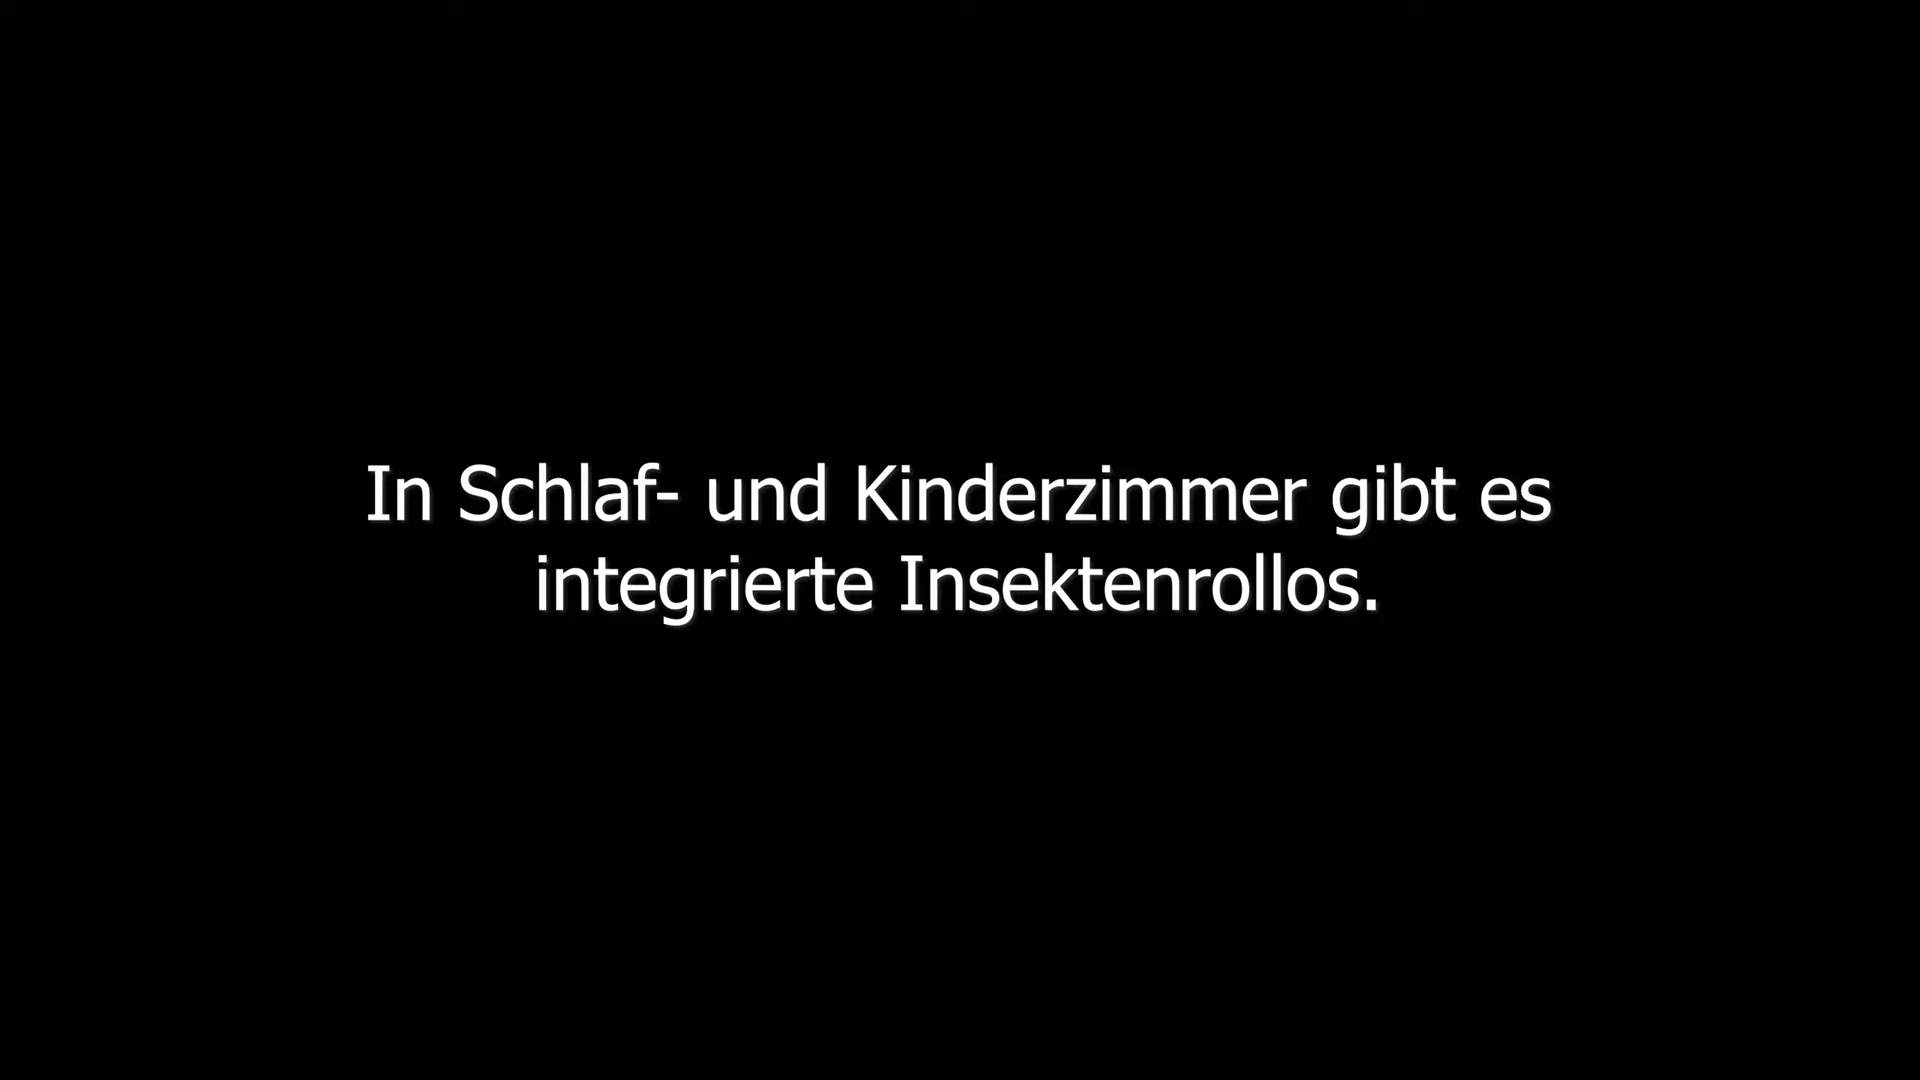 In Schlaf- und Kinderzimmer gibt es
integrierte Insektenrollos.